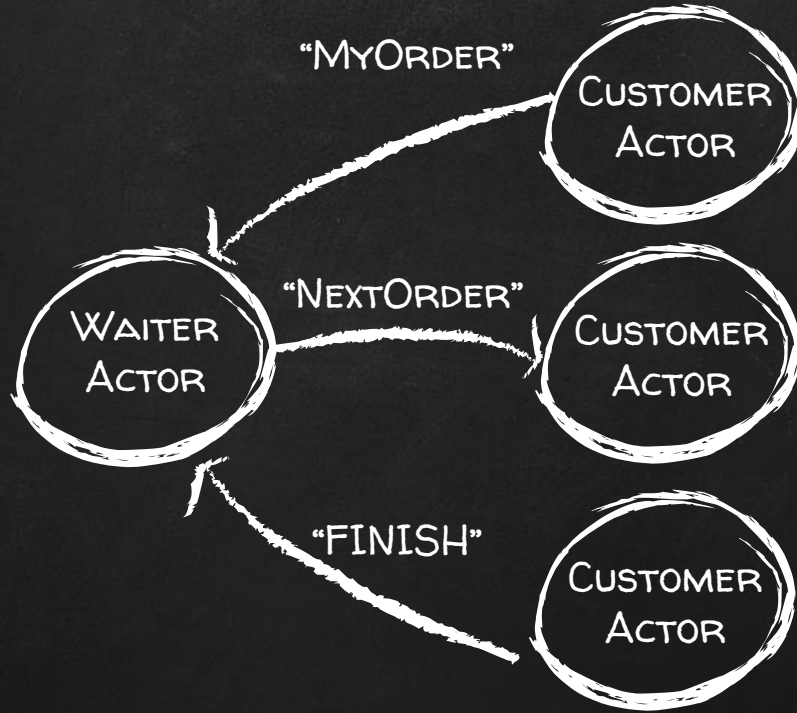 “MyOrder”
Customer
Actor
“NextOrder”
Waiter
Actor
Customer
Actor
“FINISH”
Customer
Actor